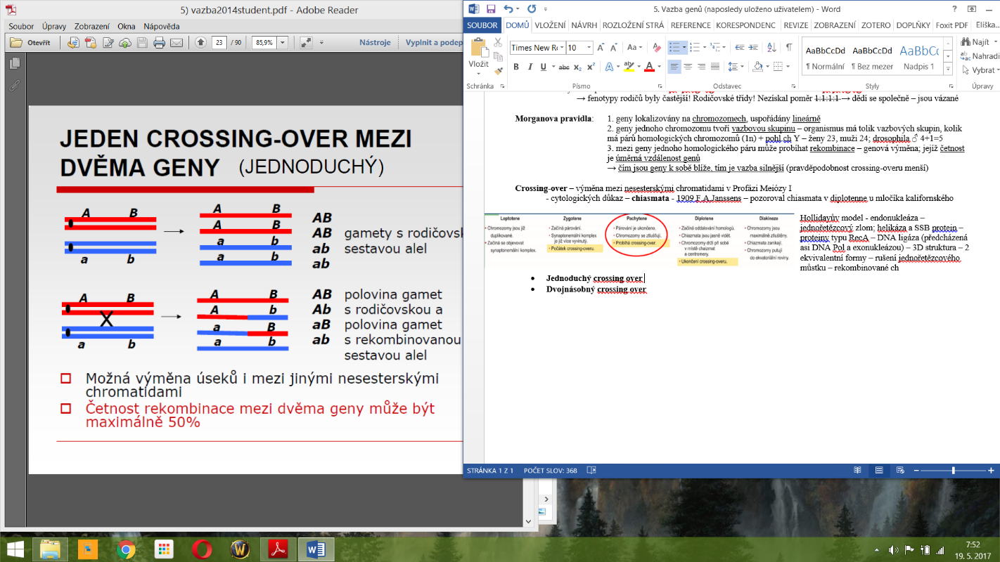 5) vazba2014student.pdf - Adobe Reader
Soubor Úpravy Zobrazení Okna Nápověda
Otevřít 23 / 90 85,9% Nástroje Vyplnit a podep
JEDEN CROSSING-OVER MEZI
DVĚMA GENY (JEDNODUCHÝ)
A B
a b
A B
A B
a b
a b
AB
AB
ab
ab
gamety s rodičovsk
sestavou alel
A B
X
a b
A B
A b
a B
a b
AB
Ab
aB
ab
polovina gamet
s rodičovskou a
polovina gamet
s rekombinovanou
sestavou alel
Možná výměna úseků i mezi jinými nesesterskými
chromatidami
Četnost rekombinace mezi dvěma geny může být
maximálně 50%
5. Vazba genů (naposledy uloženo uživatelem) - Word
SOUBOR DOMŮ VLOŽENÍ NÁVRH ROZLOŽENÍ STRÁ REFERENCE KORESPONDENC REVIZE ZOBRAZENÍ ZOTERO DOPLŇKY Foxit PDF Eliška...
Vložit
Times New Ro 10
Aa
B I U abc x₂ x² A A
AaBbCcDd AaBbCcDd AaBbCc
¶ Normální ¶ Bez mezer Nadpis 1
Najít
Nahradi
Vybrat
Schránka Písmo Odstavec Styly Úpravy
→ fenotypy rodičů byly častější! Rodičovské třídy! Nezískal poměr 1:1:1:1 → dědí se společně – jsou vázané
Morganova pravidla: 1. geny lokalizovány na chromozomech, uspořádány lineárně
2. geny jednoho chromozomu tvoří vazbovou skupinu – organismus má tolik vazbových skupin, kolik
má párů homologických chromozomů (1n) + pohl ch Y – ženy 23, muži 24; drosophila ♂ 4+1=5
3. mezi geny jednoho homologického páru může probíhat rekombinace – genová výměna; jejíž četnost
je úměrná vzdálenost genů
→ čím jsou geny k sobě blíže, tím je vazba silnější (pravděpodobnost crossing-overu menší)
Crossing-over – výměna mezi nesesterskými chromatidami v Profázi Meiózy I
- cytologických důkaz – chiasmata - 1909 F.A.Janssens – pozoroval chiasmata v diplotenne u mločíka kalifornského
Leptotene
• Chromozomy jsou již
duplikované.
• Začíná se objevovat
synaptonemální komplex.
Zygotene
• Začíná párování.
• Synaptonemální komplex
je již více vyvinutý.
• Počátek crossing-overu.
Pachytene
• Párování je ukončeno.
• Chromozomy se ztlušťují.
• Probíhá crossing-over.
Diplotene
• Začíná oddalování homologů.
• Chiazmata jsou jasně vidět.
• Chromozomy drží při sobě
v místě chiazmat
a centromery.
• Ukončení crossing-overu.
Diakineze
• Chromozomy jsou
maximálně ztluštěny.
• Chiazmata zanikají.
• Chromozomy putují
do ekvatoriální roviny.
Hollidayův model - endonukleáza –
jednořetězcový zlom; helikáza a SSB protein –
proteiny typu RecA – DNA ligáza (předcházená
asi DNA Pol a exonukleázou) – 3D struktura – 2
ekvivalentní formy – rušení jednořetězcového
můstku – rekombinované ch
• Jednoduchý crossing over
• Dvojnásobný crossing over
STRÁNKA 1 Z 1 POČET SLOV: 368
7:52
19. 5. 2017